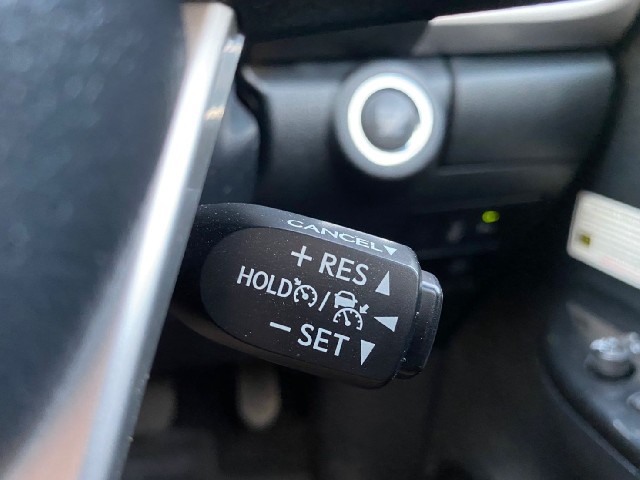 CANCEL▼
+ RES ▲
HOLD / ◀
− SET ▼